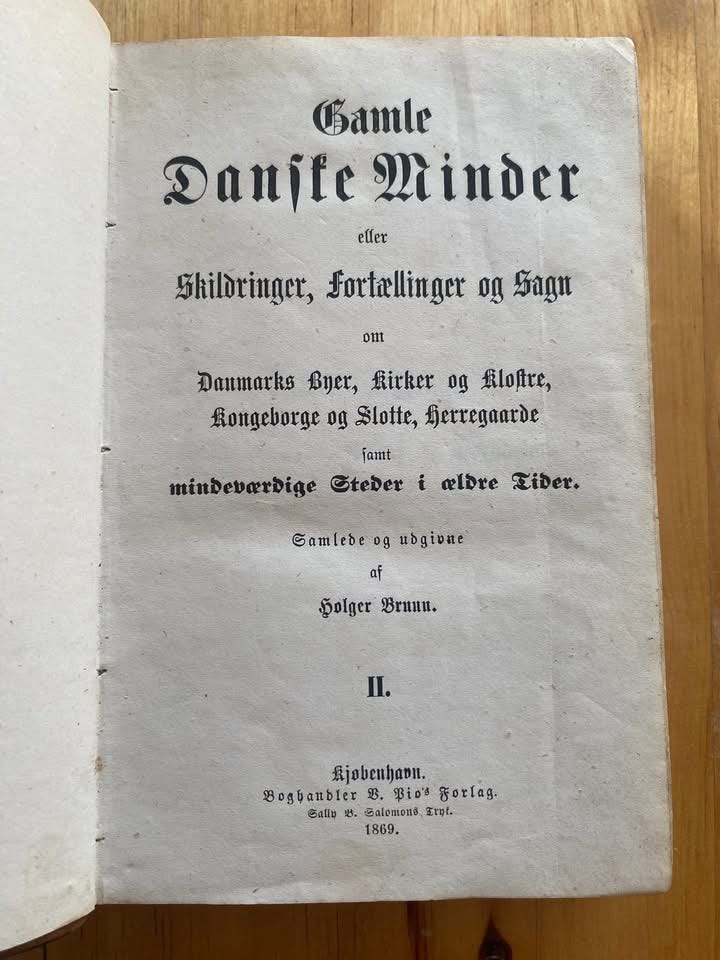 Gamle
Danske Minder
eller
Skildringer, Fortællinger og Sagn
om
Danmarks Byer, Kirker og Klostre,
Kongeborge og Slotte, Herregaarde
samt
mindeværdige Steder i ældre Tider.
Samlede og udgivne
af
Holger Bruun.
II.
Kjøbenhavn.
Boghandler V. Pio's Forlag.
Sally B. Salomons Tryk.
1869.